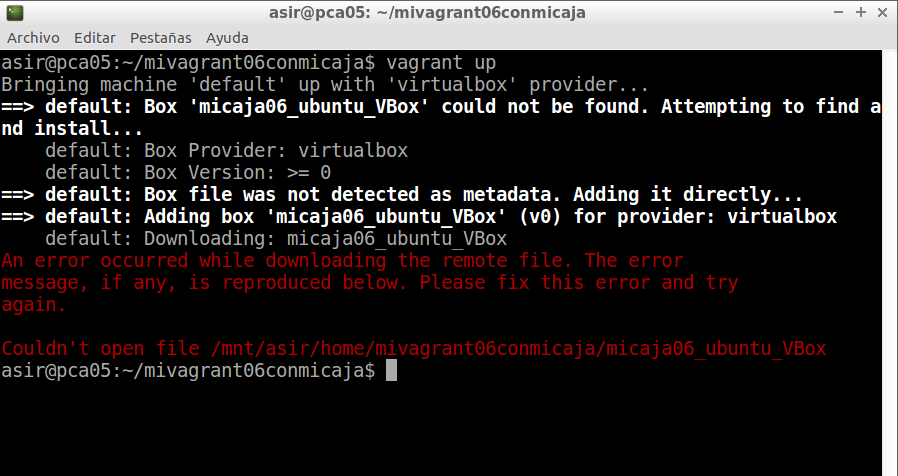 asir@pca05: ~/mivagrant06conmicaja
Archivo Editar Pestañas Ayuda
asir@pca05:~/mivagrant06conmicaja$ vagrant up
Bringing machine 'default' up with 'virtualbox' provider...
==> default: Box 'micaja06_ubuntu_VBox' could not be found. Attempting to find a
nd install...
    default: Box Provider: virtualbox
    default: Box Version: >= 0
==> default: Box file was not detected as metadata. Adding it directly...
==> default: Adding box 'micaja06_ubuntu_VBox' (v0) for provider: virtualbox
    default: Downloading: micaja06_ubuntu_VBox
An error occurred while downloading the remote file. The error
message, if any, is reproduced below. Please fix this error and try
again.
Couldn't open file /mnt/asir/home/mivagrant06conmicaja/micaja06_ubuntu_VBox
asir@pca05:~/mivagrant06conmicaja$